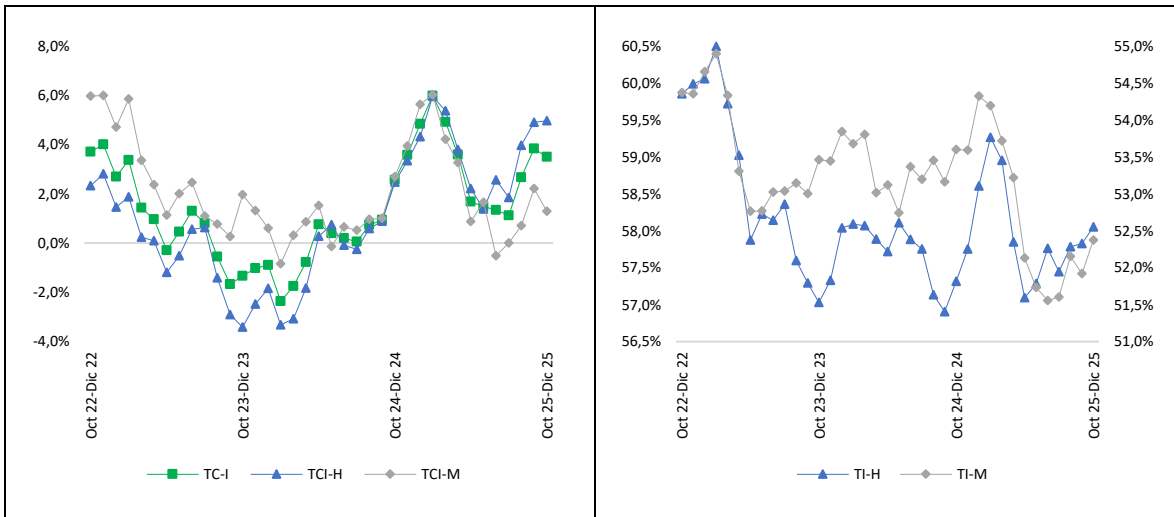 8,0%
6,0%
4,0%
2,0%
0,0%
-2,0%
-4,0%
Oct 22-Dic 22
Oct 23-Dic 23
Oct 24-Dic 24
Oct 25-Dic 25
TC-I TCI-H TCI-M
60,5%
60,0%
59,5%
59,0%
58,5%
58,0%
57,5%
57,0%
56,5%
55,0%
54,5%
54,0%
53,5%
53,0%
52,5%
52,0%
51,5%
51,0%
Oct 22-Dic 22
Oct 23-Dic 23
Oct 24-Dic 24
Oct 25-Dic 25
TI-H TI-M